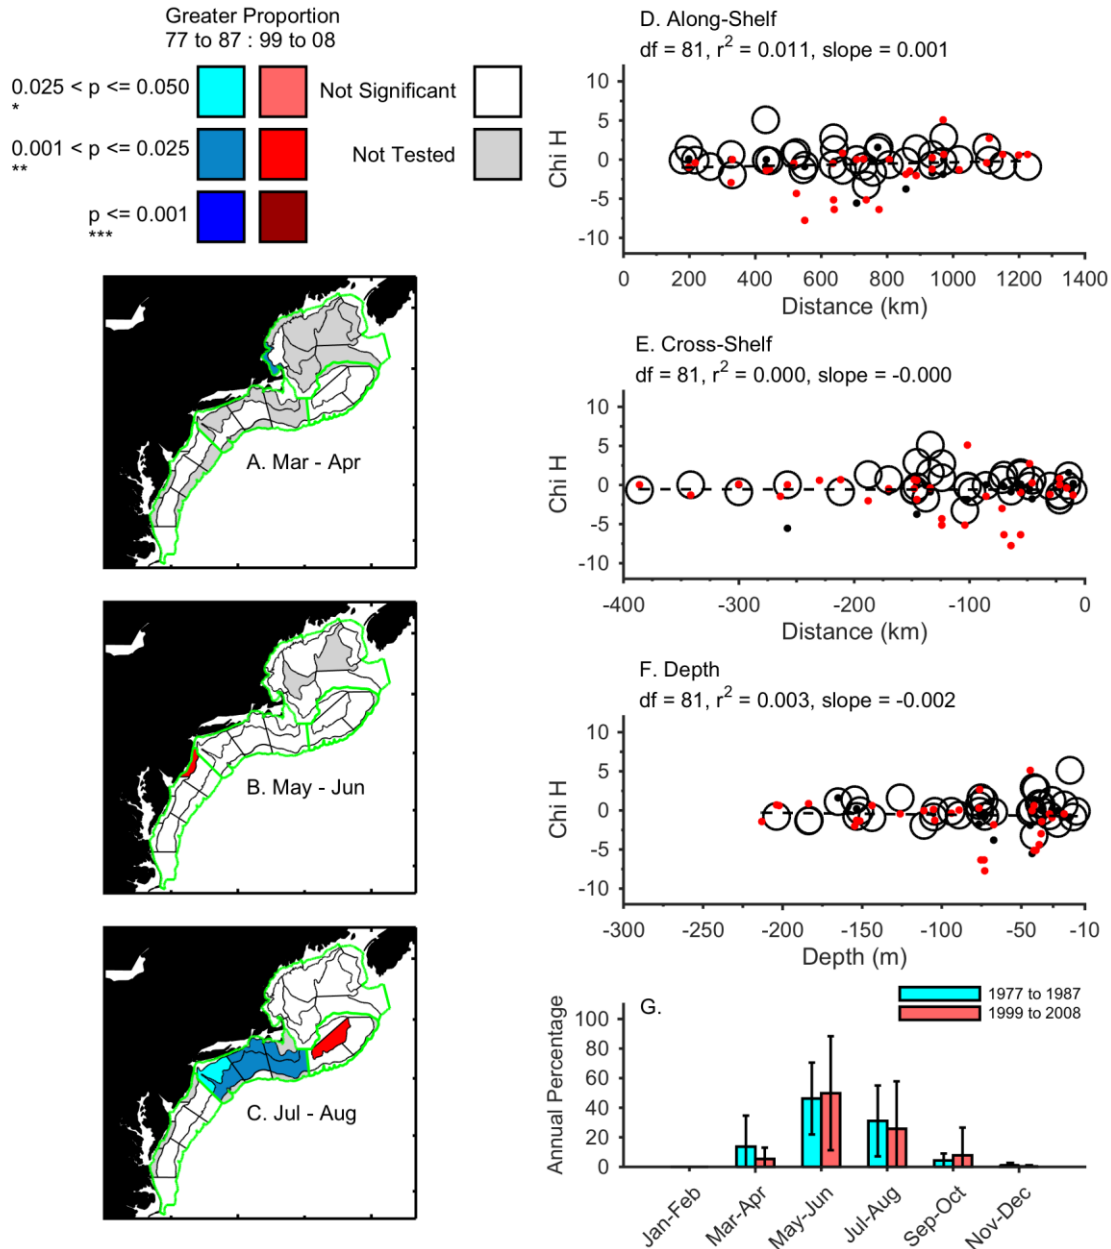 Greater Proportion
77 to 87 : 99 to 08
0.025 < p <= 0.050
*
0.001 < p <= 0.025
**
p <= 0.001
***
Not Significant
Not Tested
A. Mar - Apr
B. May - Jun
C. Jul - Aug
D. Along-Shelf
df = 81, r² = 0.011, slope = 0.001
Chi H
10
5
0
-5
-10
0 200 400 600 800 1000 1200 1400
Distance (km)
E. Cross-Shelf
df = 81, r² = 0.000, slope = -0.000
Chi H
10
5
0
-5
-10
-400 -300 -200 -100 0
Distance (km)
F. Depth
df = 81, r² = 0.003, slope = -0.002
Chi H
10
5
0
-5
-10
-300 -250 -200 -150 -100 -50 -10
Depth (m)
G.
1977 to 1987
1999 to 2008
Annual Percentage
100
80
60
40
20
0
Jan-Feb
Mar-Apr
May-Jun
Jul-Aug
Sep-Oct
Nov-Dec